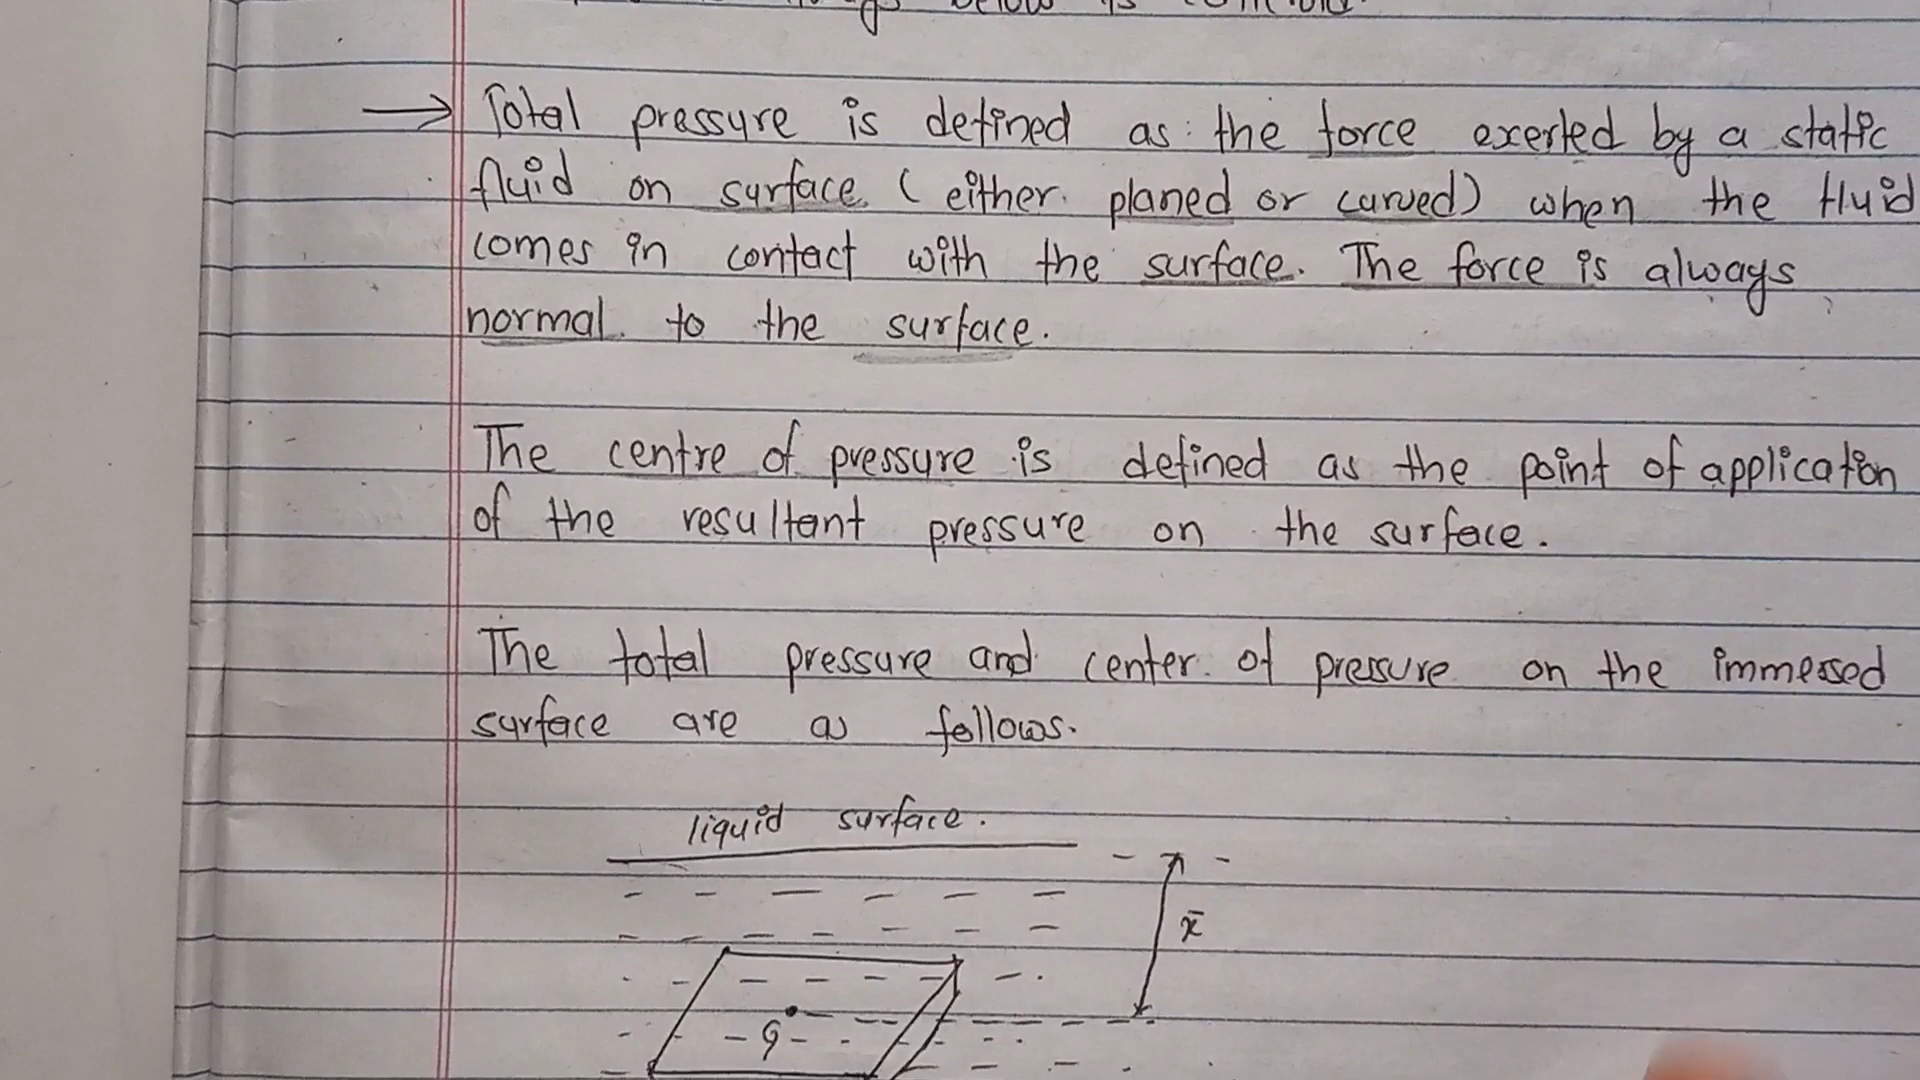 below is
Total pressure is defined as the force exerted by a static
fluid on surface (either planed or curved) when the fluid
comes in contact with the surface. The force is always
normal to the surface.
The centre of pressure is defined as the point of application
of the resultant pressure on the surface.
The total pressure and center of pressure on the immersed
surface are as follows.
liquid surface.
x̄
G